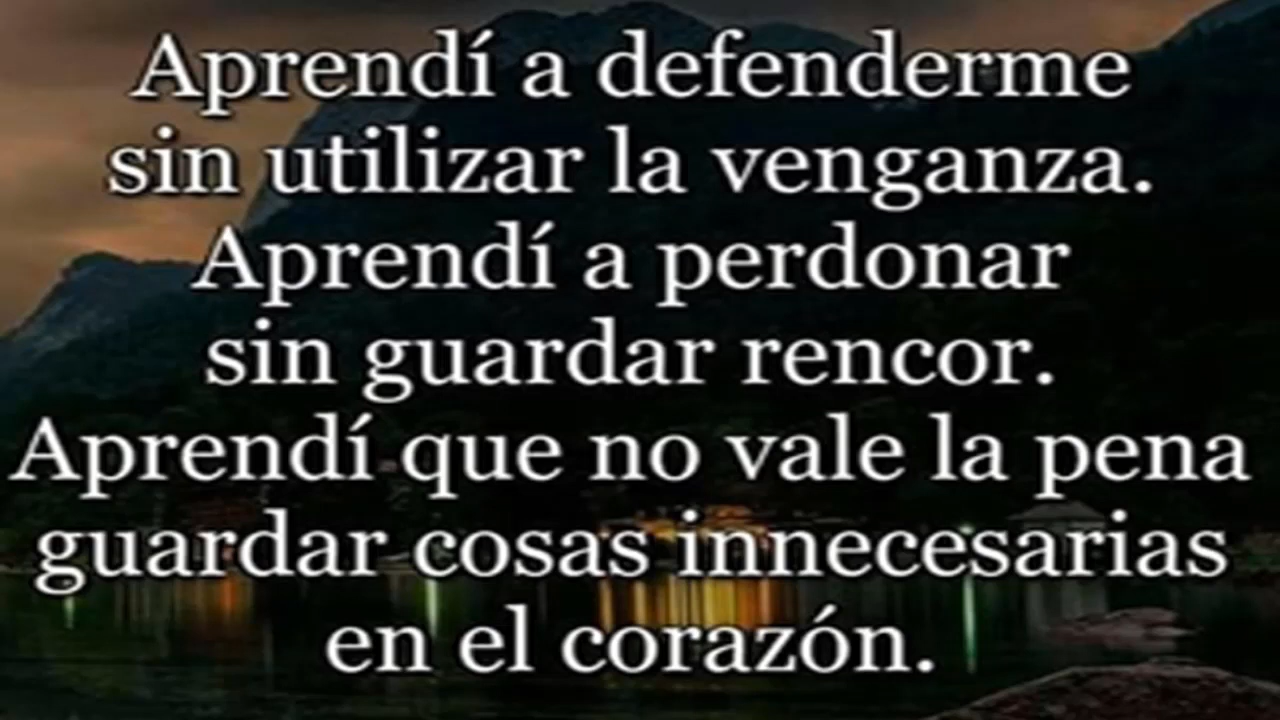 Aprendí a defenderme
sin utilizar la venganza.
Aprendí a perdonar
sin guardar rencor.
Aprendí que no vale la pena
guardar cosas innecesarias
en el corazón.